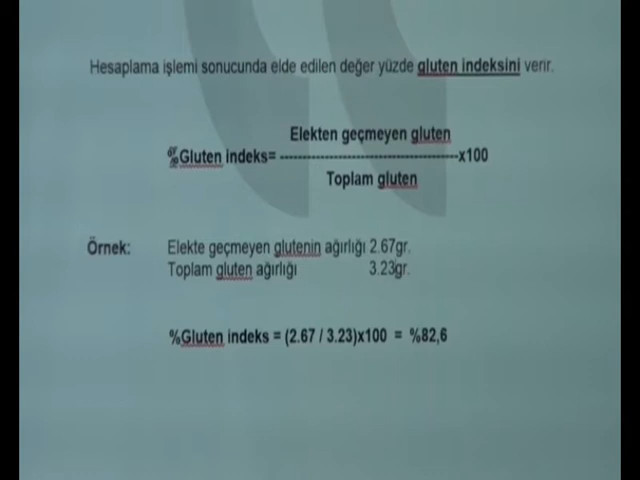 Hesaplama işlemi sonucunda elde edilen değer yüzde gluten indeksini verir.
Elekten geçmeyen gluten
%Gluten indeks= ---------------------------------------x100
Toplam gluten
Örnek: Elekte geçmeyen glutenin ağırlığı 2.67gr.
Toplam gluten ağırlığı 3.23gr.
%Gluten indeks = (2.67 / 3.23)x100 = %82,6